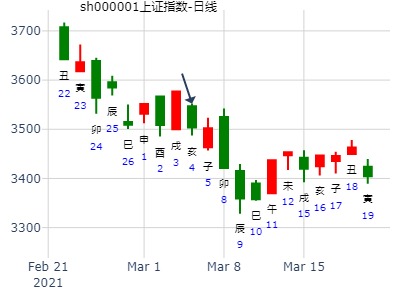 sh000001上证指数-日线
3700
3600
3500
3400
3300
丑
22
寅
23
卯
24
辰
25
巳
26
申
1
酉
2
戌
3
亥
4
子
5
卯
8
辰
9
巳
10
午
11
未
12
戌
15
亥
16
子
17
丑
18
寅
19
Feb 21
2021
Mar 1
Mar 8
Mar 15